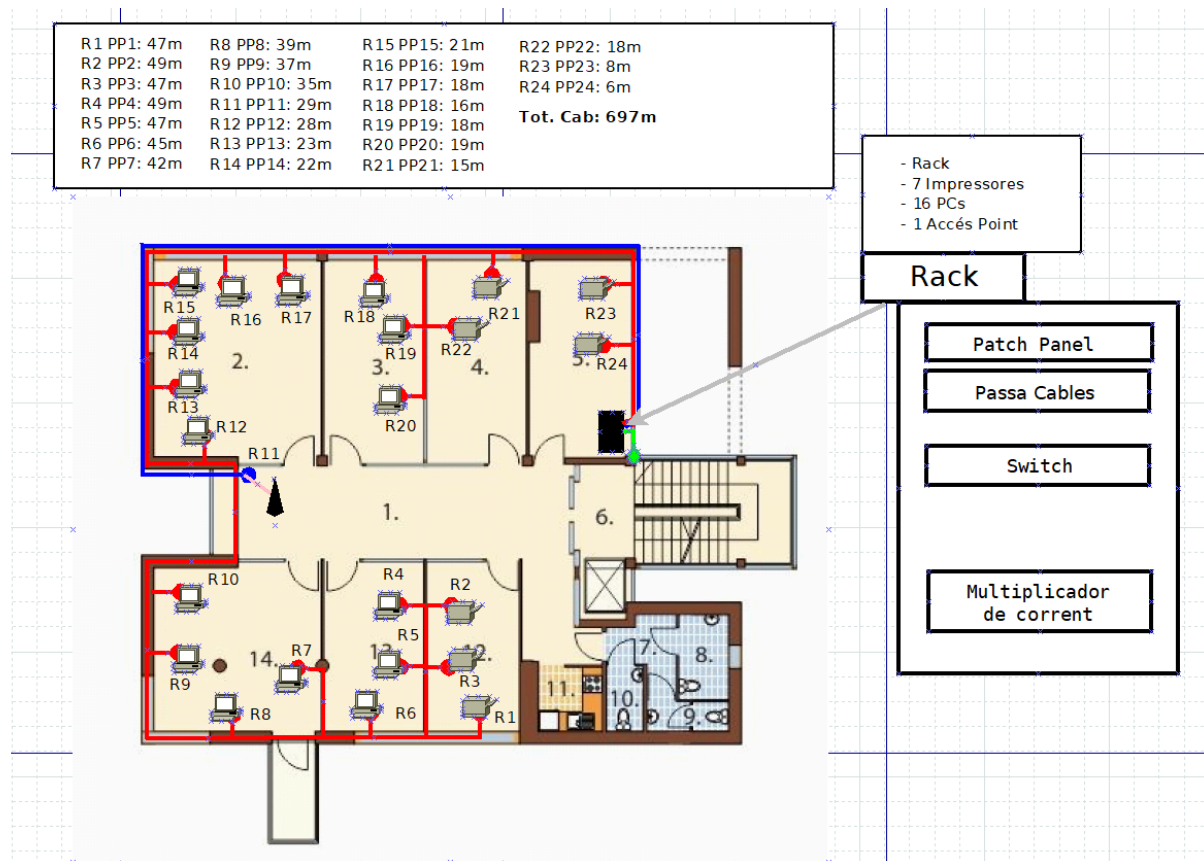 R1 PP1: 47m
R2 PP2: 49m
R3 PP3: 47m
R4 PP4: 49m
R5 PP5: 47m
R6 PP6: 45m
R7 PP7: 42m
R8 PP8: 39m
R9 PP9: 37m
R10 PP10: 35m
R11 PP11: 29m
R12 PP12: 28m
R13 PP13: 23m
R14 PP14: 22m
R15 PP15: 21m
R16 PP16: 19m
R17 PP17: 18m
R18 PP18: 16m
R19 PP19: 18m
R20 PP20: 19m
R21 PP21: 15m
R22 PP22: 18m
R23 PP23: 8m
R24 PP24: 6m
Tot. Cab: 697m
- Rack
- 7 Impressores
- 16 PCs
- 1 Accés Point
Rack
Patch Panel
Passa Cables
Switch
Multiplicador
de corrent
R15
R16
R17
R18
R21
R23
R14
R19
R22
R24
2.
3.
4.
5.
R13
R20
R12
R11
1.
6.
R10
R4
R2
R5
R7
14.
13.
12.
R3
R9
R8
R6
R1
7.
8.
11.
10.
9.